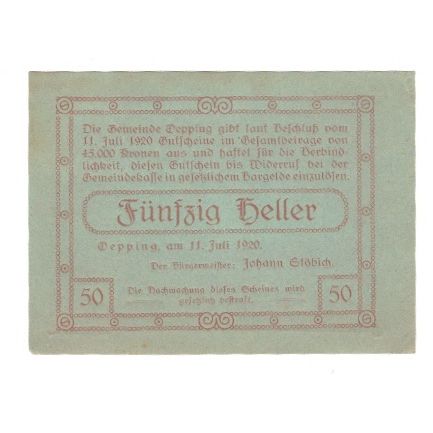 Die Gemeinde Oepping gibt laut Beschluß vom
11. Juli 1920 Gutscheine im Gesamtbetrage von
45.000 Kronen aus und haftet für die Verbind-
lichkeit, diesen Gutschein bis Widerruf bei der
Gemeindekasse in gesetzlichem Bargelde einzulösen.
Fünfzig Heller
Oepping, am 11. Juli 1920.
Der Bürgermeister: Johann Stöbich.
50
Die Nachmachung dieses Scheines wird
gesetzlich bestraft.
50